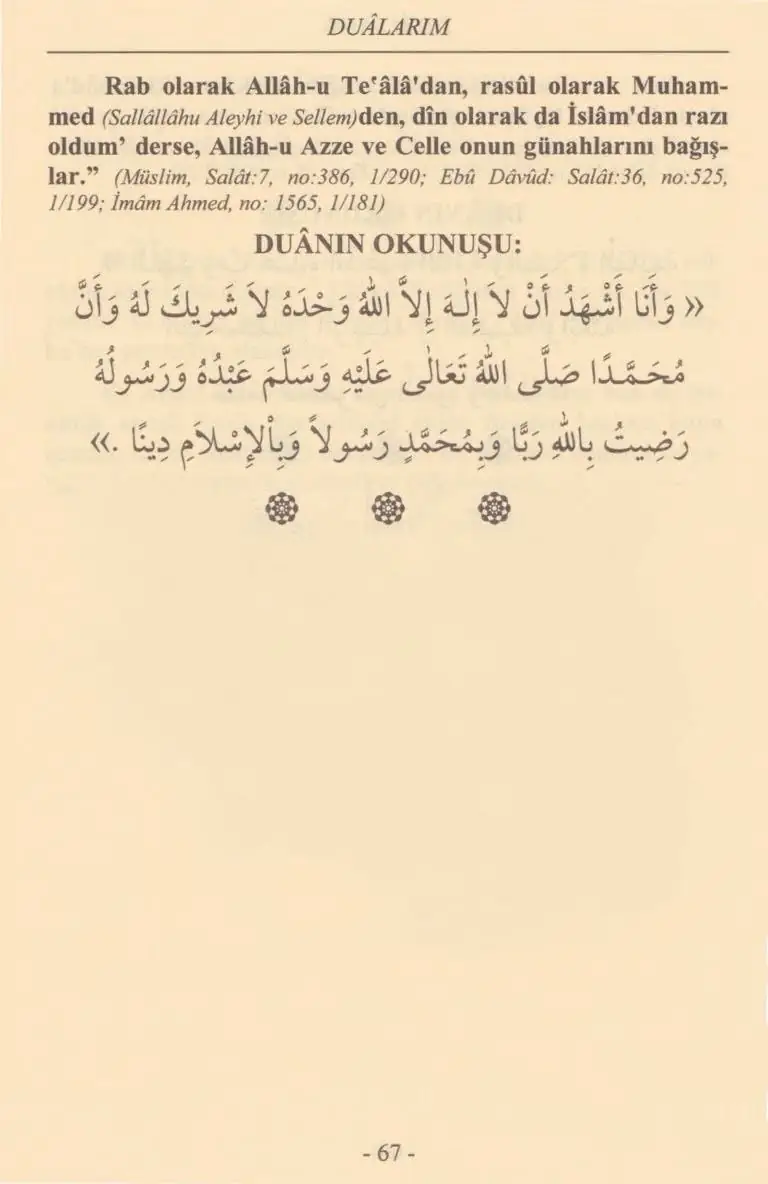 DUÂLARIM
Rab olarak Allâh-u Te‘âlâ'dan, rasûl olarak Muham-
med (Sallâllâhu Aleyhi ve Sellem)den, dîn olarak da İslâm'dan razı
oldum’ derse, Allâh-u Azze ve Celle onun günahlarını bağış-
lar.” (Müslim, Salât:7, no:386, 1/290; Ebû Dâvûd: Salât:36, no:525,
1/199; İmâm Ahmed, no: 1565, 1/181)
DUÂNIN OKUNUŞU:
« وَأَنَا أَشْهَدُ أَنْ لاَ إِلٰهَ إِلاَّ اللهُ وَحْدَهُ لاَ شَرِيكَ لَهُ وَأَنَّ
مُحَمَّدًا صَلَّى اللهُ تَعَالٰى عَلَيْهِ وَسَلَّمَ عَبْدُهُ وَرَسُولُهُ
رَضِيتُ بِاللهِ رَبًّا وَبِمُحَمَّدٍ رَسُولاً وَبِاْلإِسْلاَمِ دِينًا .»
- 67 -